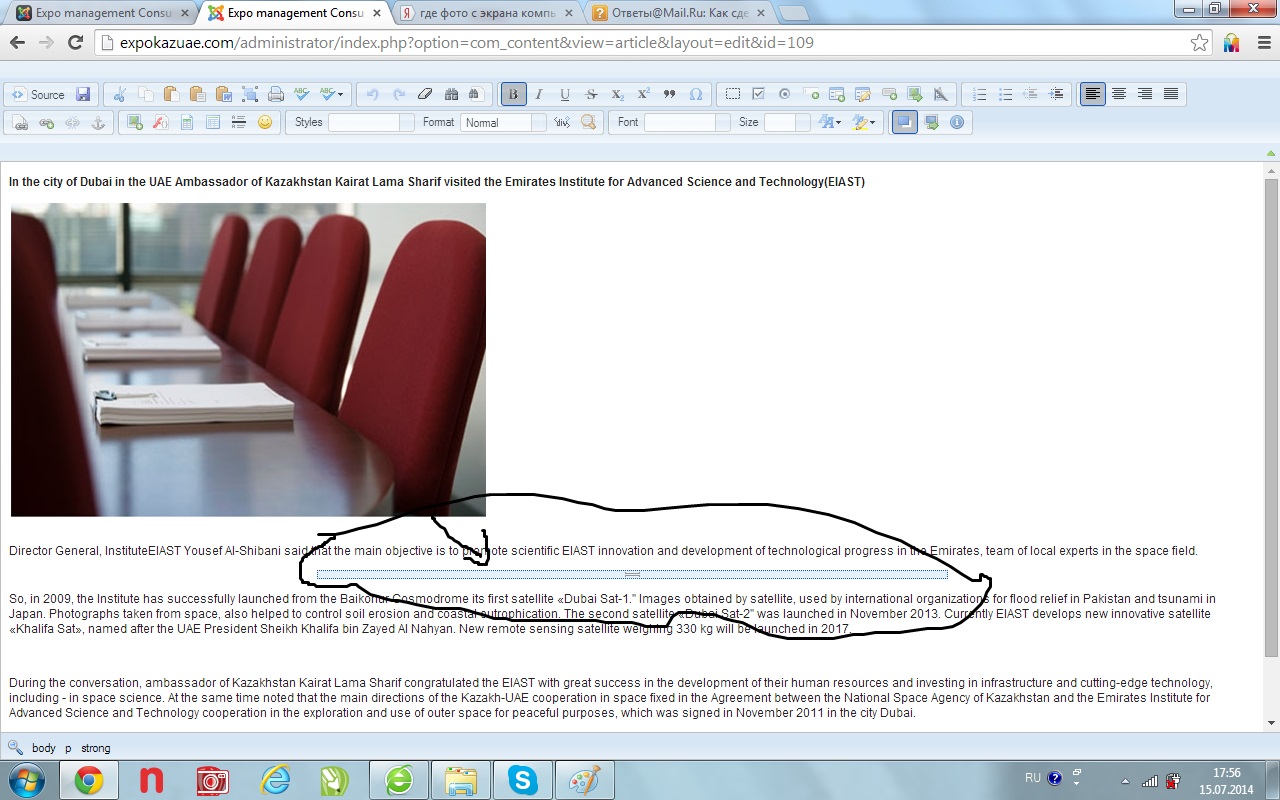 Expo management Consu
Expo management Consu
где фото с экрана компь
Ответы@Mail.Ru: Как сде
expokazuae.com/administrator/index.php?option=com_content&view=article&layout=edit&id=109
Source
ABC ABC
B I U S x₂ x²
Styles Format Normal Font Size
In the city of Dubai in the UAE Ambassador of Kazakhstan Kairat Lama Sharif visited the Emirates Institute for Advanced Science and Technology(EIAST)
Director General, InstituteEIAST Yousef Al-Shibani said that the main objective is to promote scientific EIAST innovation and development of technological progress in the Emirates, team of local experts in the space field.
So, in 2009, the Institute has successfully launched from the Baikonur Cosmodrome its first satellite «Dubai Sat-1." Images obtained by satellite, used by international organizations for flood relief in Pakistan and tsunami in
Japan. Photographs taken from space, also helped to control soil erosion and coastal eutrophication. The second satellite «Dubai Sat-2" was launched in November 2013. Currently EIAST develops new innovative satellite
«Khalifa Sat», named after the UAE President Sheikh Khalifa bin Zayed Al Nahyan. New remote sensing satellite weighing 330 kg will be launched in 2017.
During the conversation, ambassador of Kazakhstan Kairat Lama Sharif congratulated the EIAST with great success in the development of their human resources and investing in infrastructure and cutting-edge technology,
including - in space science. At the same time noted that the main directions of the Kazakh-UAE cooperation in space fixed in the Agreement between the National Space Agency of Kazakhstan and the Emirates Institute for
Advanced Science and Technology cooperation in the exploration and use of outer space for peaceful purposes, which was signed in November 2011 in the city Dubai.
body p strong
RU
17:56
15.07.2014